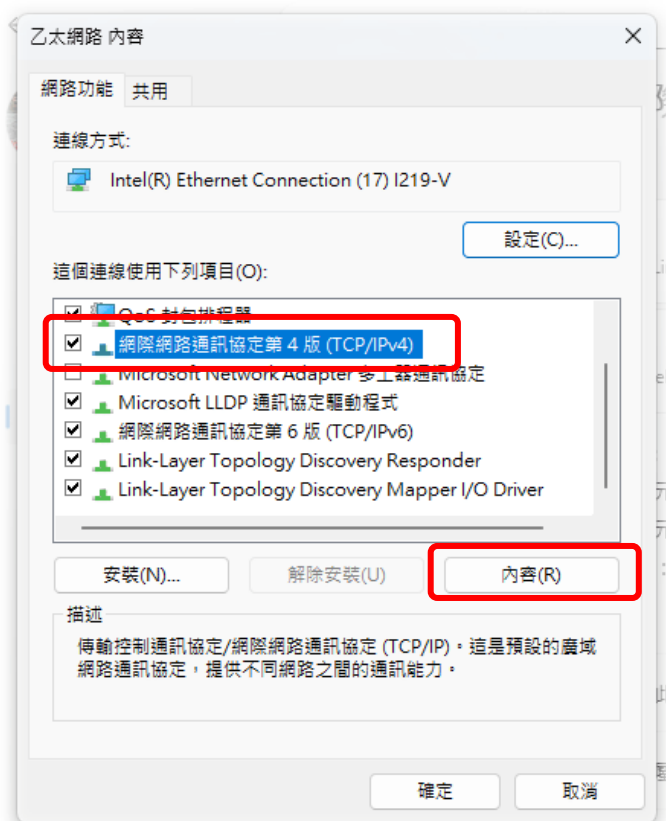 乙太網路 內容
網路功能
共用
連線方式:
Intel(R) Ethernet Connection (17) I219-V
設定(C)...
這個連線使用下列項目(O):
QoS 封包排程器
網際網路通訊協定第 4 版 (TCP/IPv4)
Microsoft Network Adapter 多工器通訊協定
Microsoft LLDP 通訊協定驅動程式
網際網路通訊協定第 6 版 (TCP/IPv6)
Link-Layer Topology Discovery Responder
Link-Layer Topology Discovery Mapper I/O Driver
安裝(N)...
解除安裝(U)
內容(R)
描述
傳輸控制通訊協定/網際網路通訊協定 (TCP/IP)。這是預設的廣域
網路通訊協定，提供不同網路之間的通訊能力。
確定
取消